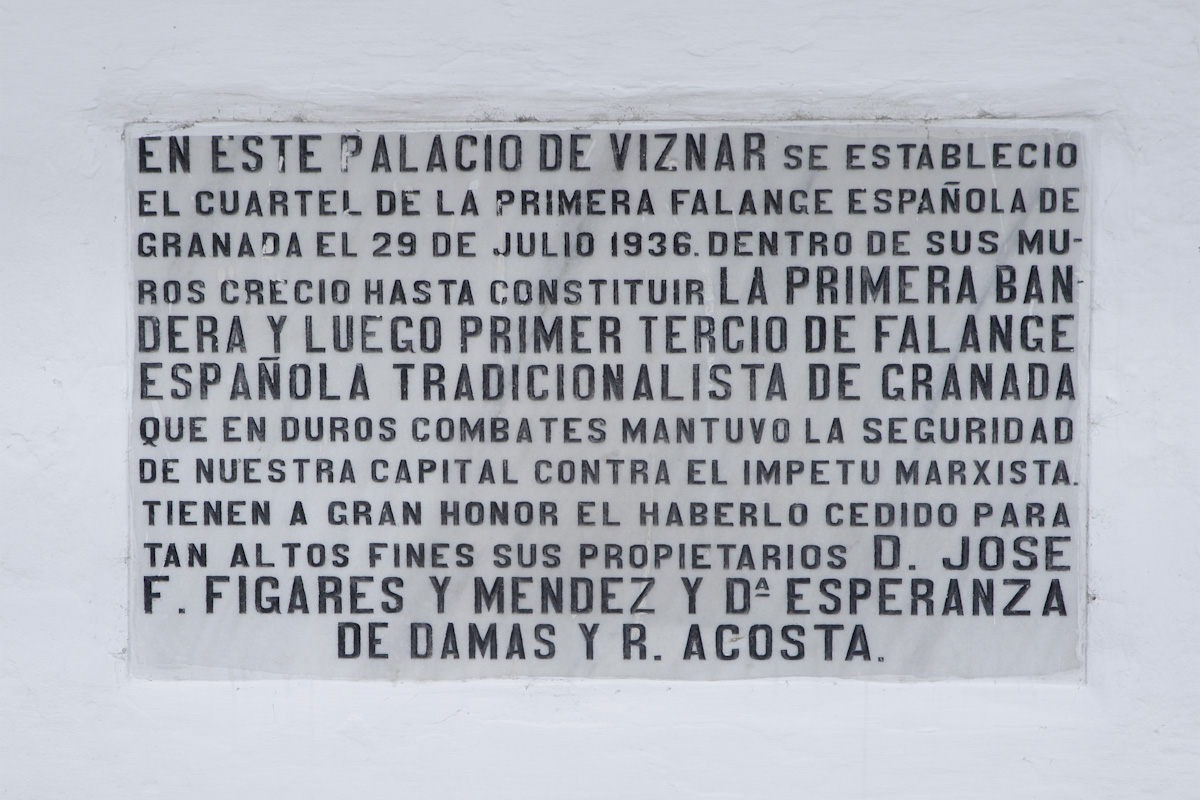 EN ESTE PALACIO DE VIZNAR SE ESTABLECIO
EL CUARTEL DE LA PRIMERA FALANGE ESPAÑOLA DE
GRANADA EL 29 DE JULIO 1936. DENTRO DE SUS MU-
ROS CRECIO HASTA CONSTITUIR LA PRIMERA BAN-
DERA Y LUEGO PRIMER TERCIO DE FALANGE
ESPAÑOLA TRADICIONALISTA DE GRANADA
QUE EN DUROS COMBATES MANTUVO LA SEGURIDAD
DE NUESTRA CAPITAL CONTRA EL IMPETU MARXISTA.
TIENEN A GRAN HONOR EL HABERLO CEDIDO PARA
TAN ALTOS FINES SUS PROPIETARIOS D. JOSE
F. FIGARES Y MENDEZ Y Dª ESPERANZA
DE DAMAS Y R. ACOSTA.